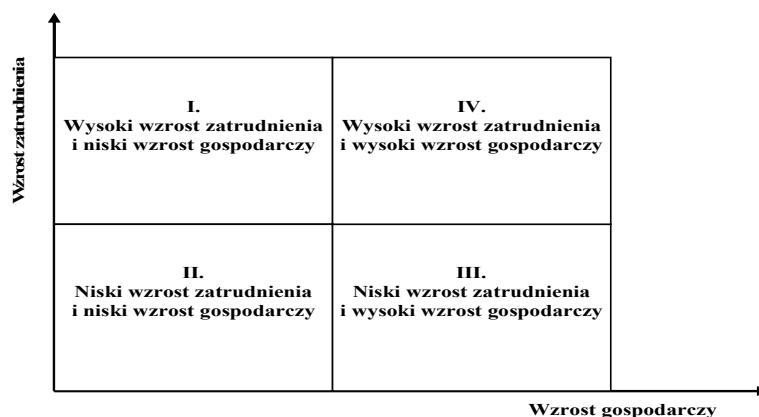 Wzrost zatrudnienia
I.
Wysoki wzrost zatrudnienia
i niski wzrost gospodarczy
IV.
Wysoki wzrost zatrudnienia
i wysoki wzrost gospodarczy
II.
Niski wzrost zatrudnienia
i niski wzrost gospodarczy
III.
Niski wzrost zatrudnienia
i wysoki wzrost gospodarczy
Wzrost gospodarczy